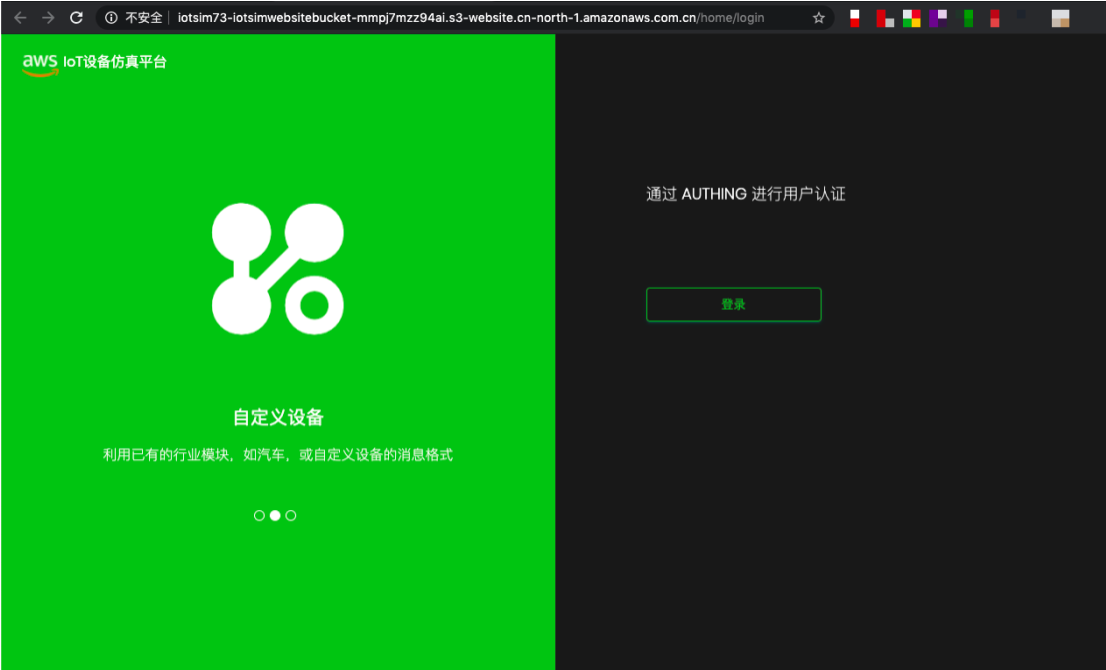 不安全 iotsim73-iotsimwebsitebucket-mmpj7mzz94ai.s3-website.cn-north-1.amazonaws.com.cn/home/login
aws IoT设备仿真平台
自定义设备
利用已有的行业模块，如汽车，或自定义设备的消息格式
通过 AUTHING 进行用户认证
登录